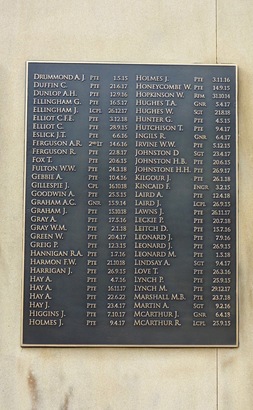 DRUMMOND A. J. PTE 1.5.15
DUFFIN C. PTE 21.6.17
DUNLOP A.H. PTE 12.9.16
ELLINGHAM G. PTE 16.5.17
ELLINGHAM J. LCPL 26.12.17
ELLIOT C.F.E. PTE 3.12.18
ELLIOT C. PTE 28.9.15
ESLICK J.T. PTE 6.6.16
FERGUSON A.R. 2ND LT 14.6.16
FERGUSON R. PTE 22.8.17
FOX T. PTE 20.6.15
FULTON W.W. PTE 24.3.18
GEBBIE A. PTE 10.4.16
GILLESPIE J. CPL 16.10.18
GOODWIN A. PTE 25.3.15
GRAHAM A.C. GNR 13.9.14
GRAHAM J. PTE 15.10.18
GRAY A. PTE 17.5.16
GRAY W.M. PTE 2.1.18
GREEN W. PTE 20.4.17
GREIG P. PTE 12.3.15
HANNIGAN R.A. PTE 1.7.16
HARMON F.W. PTE 21.10.18
HARRIGAN J. PTE 26.9.15
HAY A. PTE 4.7.16
HAY A. PTE 16.11.17
HAY A. PTE 22.6.22
HAY J. PTE 23.4.17
HIGGINS J. PTE 7.10.17
HOLMES J. PTE 9.4.17
HOLMES J. PTE 3.11.16
HONEYCOMBE W. PTE 14.9.15
HOPKINSON W. RFM 31.10.14
HUGHES T.A. GNR 5.4.17
HUGHES W. SGT 21.8.18
HUNTER G. PTE 4.5.15
HUTCHISON T. PTE 9.4.17
INGLIS R. GNR 6.4.17
IRVINE W.W. PTE 5.12.15
JOHNSTON D SGT 23.4.17
JOHNSTON H.B. PTE 20.6.15
JOHNSTONE H.H. PTE 26.9.17
KILGOUR J. PTE 26.1.18
KINCAID F. ENGR 3.2.15
LAIRD A. PTE 12.4.18
LAIRD J. LCPL 26.9.15
LAWNS J. PTE 26.11.17
LECKIE P. PTE 20.7.18
LEITCH D. PTE 15.7.16
LEONARD J. PTE 7.9.16
LEONARD J. PTE 26.9.15
LEONARD M. PTE 1.5.18
LINDSAY A. SGT 9.4.17
LOVE T. PTE 26.3.16
LYNCH P. PTE 25.9.15
LYNCH M. PTE 29.12.17
MARSHALL M.B. PTE 23.7.18
MARTIN A. SGT 9.2.16
MCARTHUR J. GNR 6.4.18
MCARTHUR R. LCPL 25.9.15